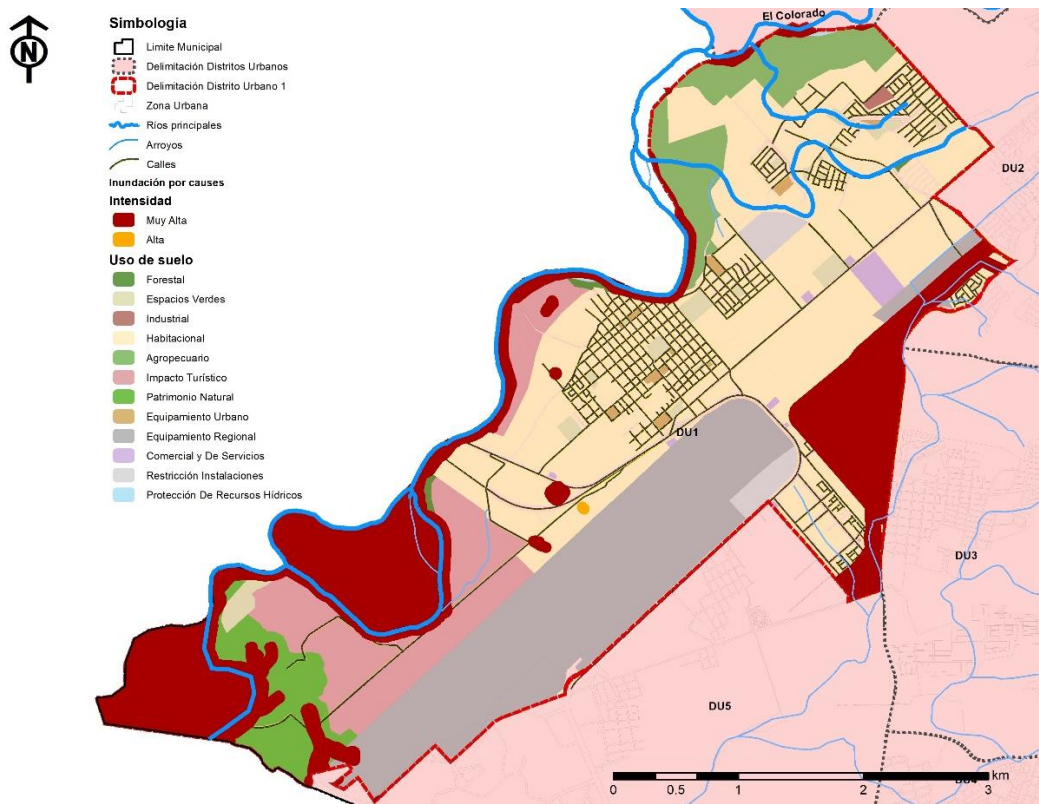 N
Simbología
Limite Municipal
Delimitación Distritos Urbanos
Delimitación Distrito Urbano 1
Zona Urbana
Ríos principales
Arroyos
Calles
Inundación por causes
Intensidad
Muy Alta
Alta
Uso de suelo
Forestal
Espacios Verdes
Industrial
Habitacional
Agropecuario
Impacto Turístico
Patrimonio Natural
Equipamiento Urbano
Equipamiento Regional
Comercial y De Servicios
Restricción Instalaciones
Protección De Recursos Hídricos
El Colorado
DU2
DU1
DU3
DU5
km
0 0.5 1 2 3